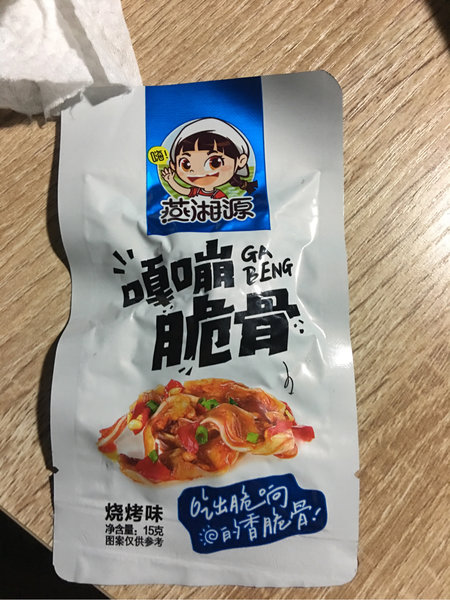 嗨!
燕湘源
嘎嘣
GA
BENG
脆骨
烧烤味
净含量：15克
图案仅供参考
吃出脆响
的香脆骨!